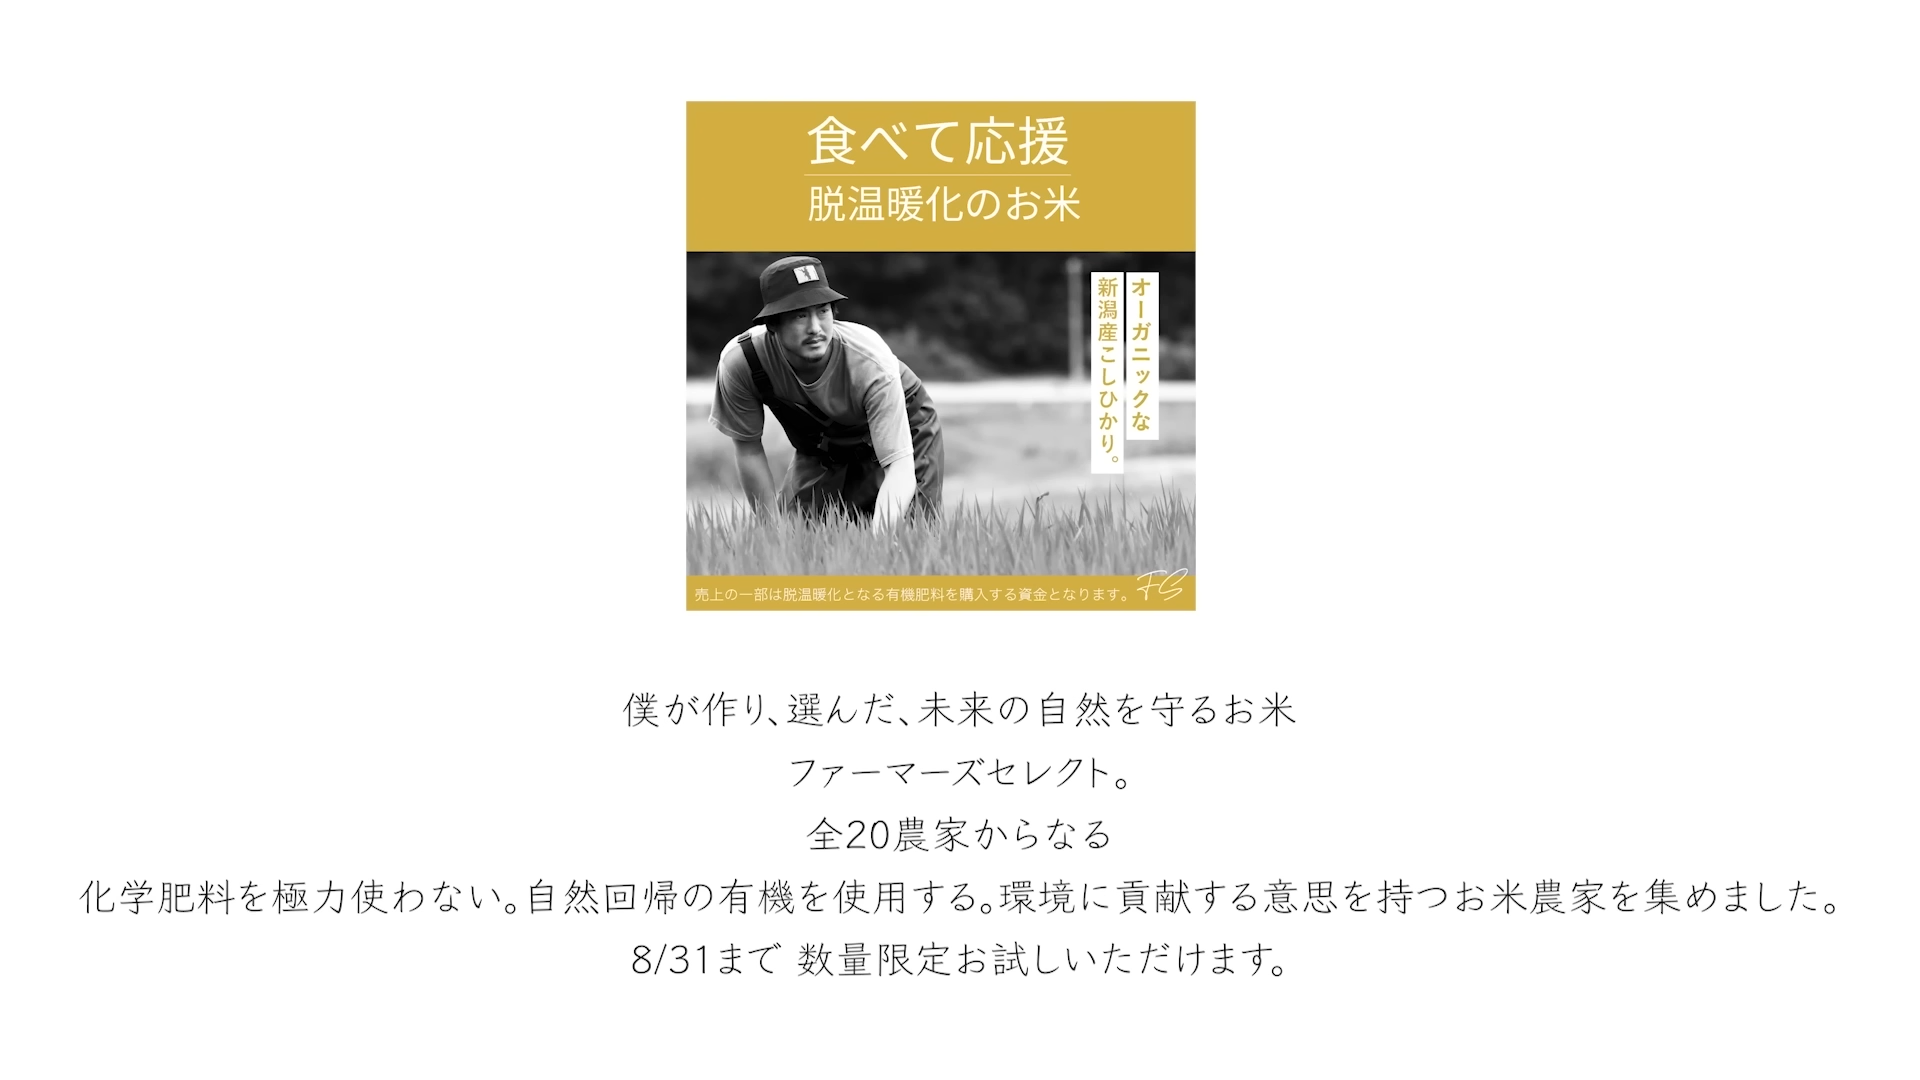 食べて応援
脱温暖化のお米
オーガニックな
新潟産こしひかり。
売上の一部は脱温暖化となる有機肥料を購入する資金となります。
FS
僕が作り、選んだ、未来の自然を守るお米
ファーマーズセレクト。
全20農家からなる
化学肥料を極力使わない。自然回帰の有機を使用する。環境に貢献する意思を持つお米農家を集めました。
8/31まで 数量限定お試しいただけます。